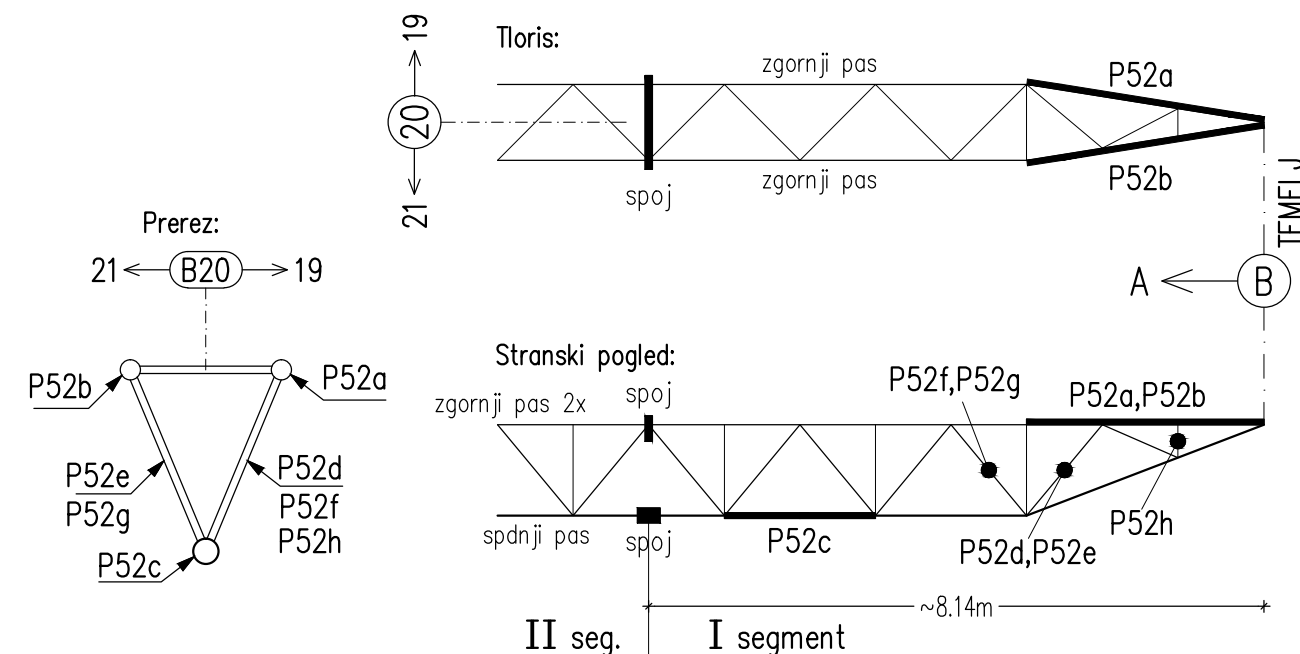 19
Tloris:
zgornji pas
P52a
20
21
spoj
zgornji pas
P52b
TEMELJ
Prerez:
21 B20 19
A B
Stranski pogled:
P52b
P52a
P52e
P52g
P52d
P52f
P52h
P52c
zgornji pas 2x
spoj
P52f,P52g
P52a,P52b
spdnji pas
spoj
P52c
P52d,P52e
P52h
~8.14m
II seg.
I segment